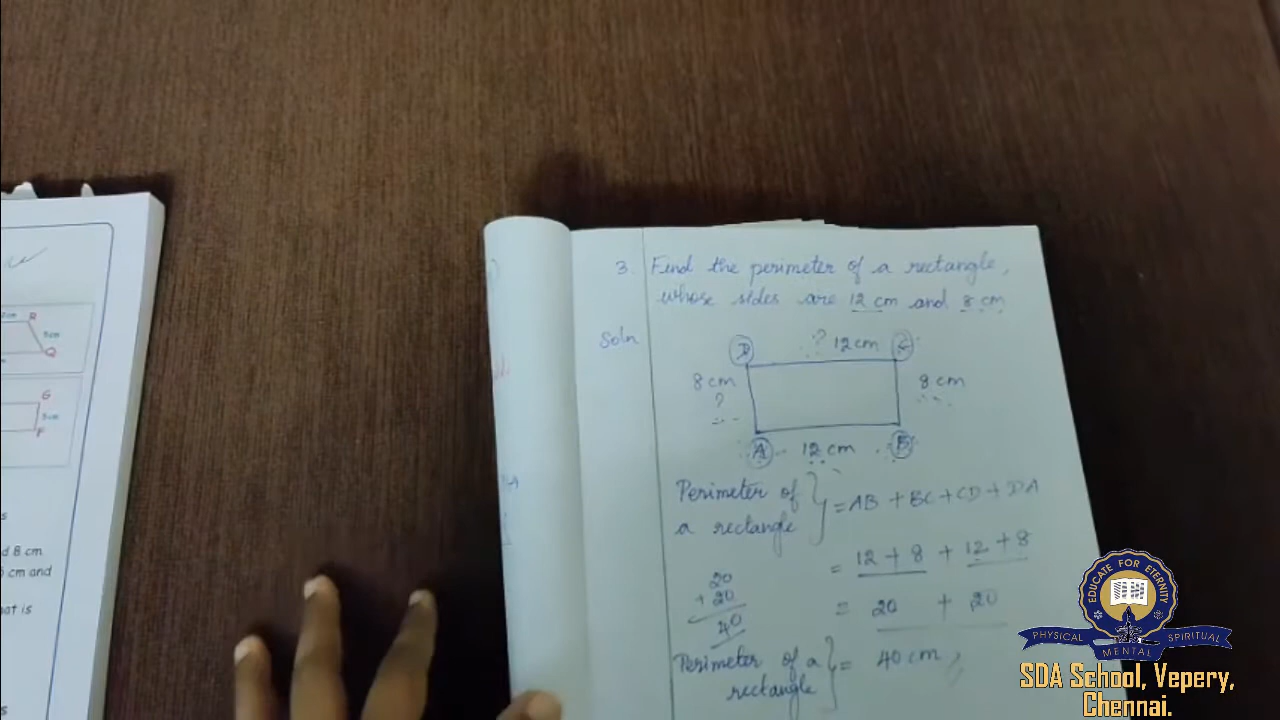 R
5cm
Q
G
5cm
F
d 8 cm
cm and
at is
3. Find the perimeter of a rectangle,
whose sides are 12 cm and 8 cm
Soln
D ? 12cm C
8 cm 8 cm
?
A 12 cm B
Perimeter of
a rectangle } = AB + BC + CD + DA
= 12 + 8 + 12 + 8
20
+ 20
40
= 20 + 20
Perimeter of a
rectangle } = 40 cm
EDUCATE FOR ETERNITY
PHYSICAL MENTAL SPIRITUAL
SDA School, Vepery,
Chennai.